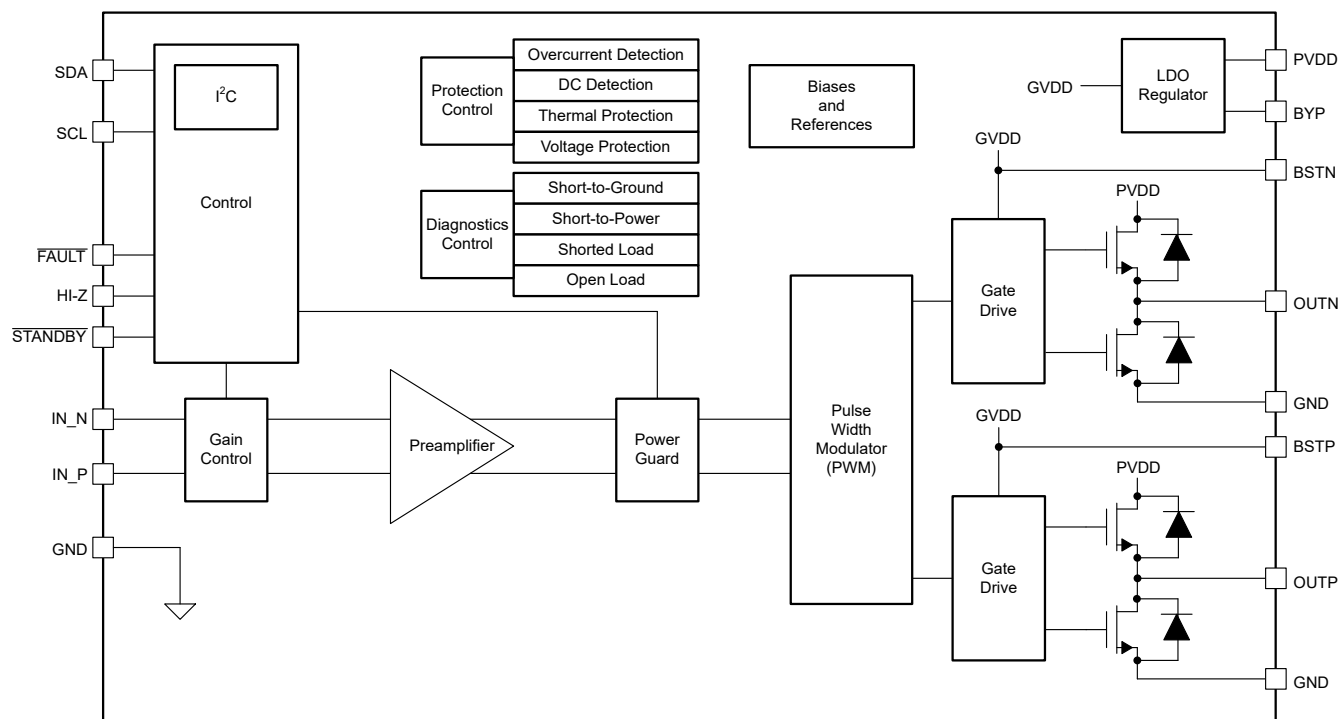 SDA
SCL
FAULT
HI-Z
STANDBY
IN_N
IN_P
GND
I²C
Control
Gain
Control
Preamplifier
Protection
Control
Overcurrent Detection
DC Detection
Thermal Protection
Voltage Protection
Diagnostics
Control
Short-to-Ground
Short-to-Power
Shorted Load
Open Load
Power
Guard
Biases
and
References
Pulse
Width
Modulator
(PWM)
GVDD
LDO
Regulator
GVDD
PVDD
Gate
Drive
GVDD
PVDD
Gate
Drive
PVDD
BYP
BSTN
OUTN
GND
BSTP
OUTP
GND